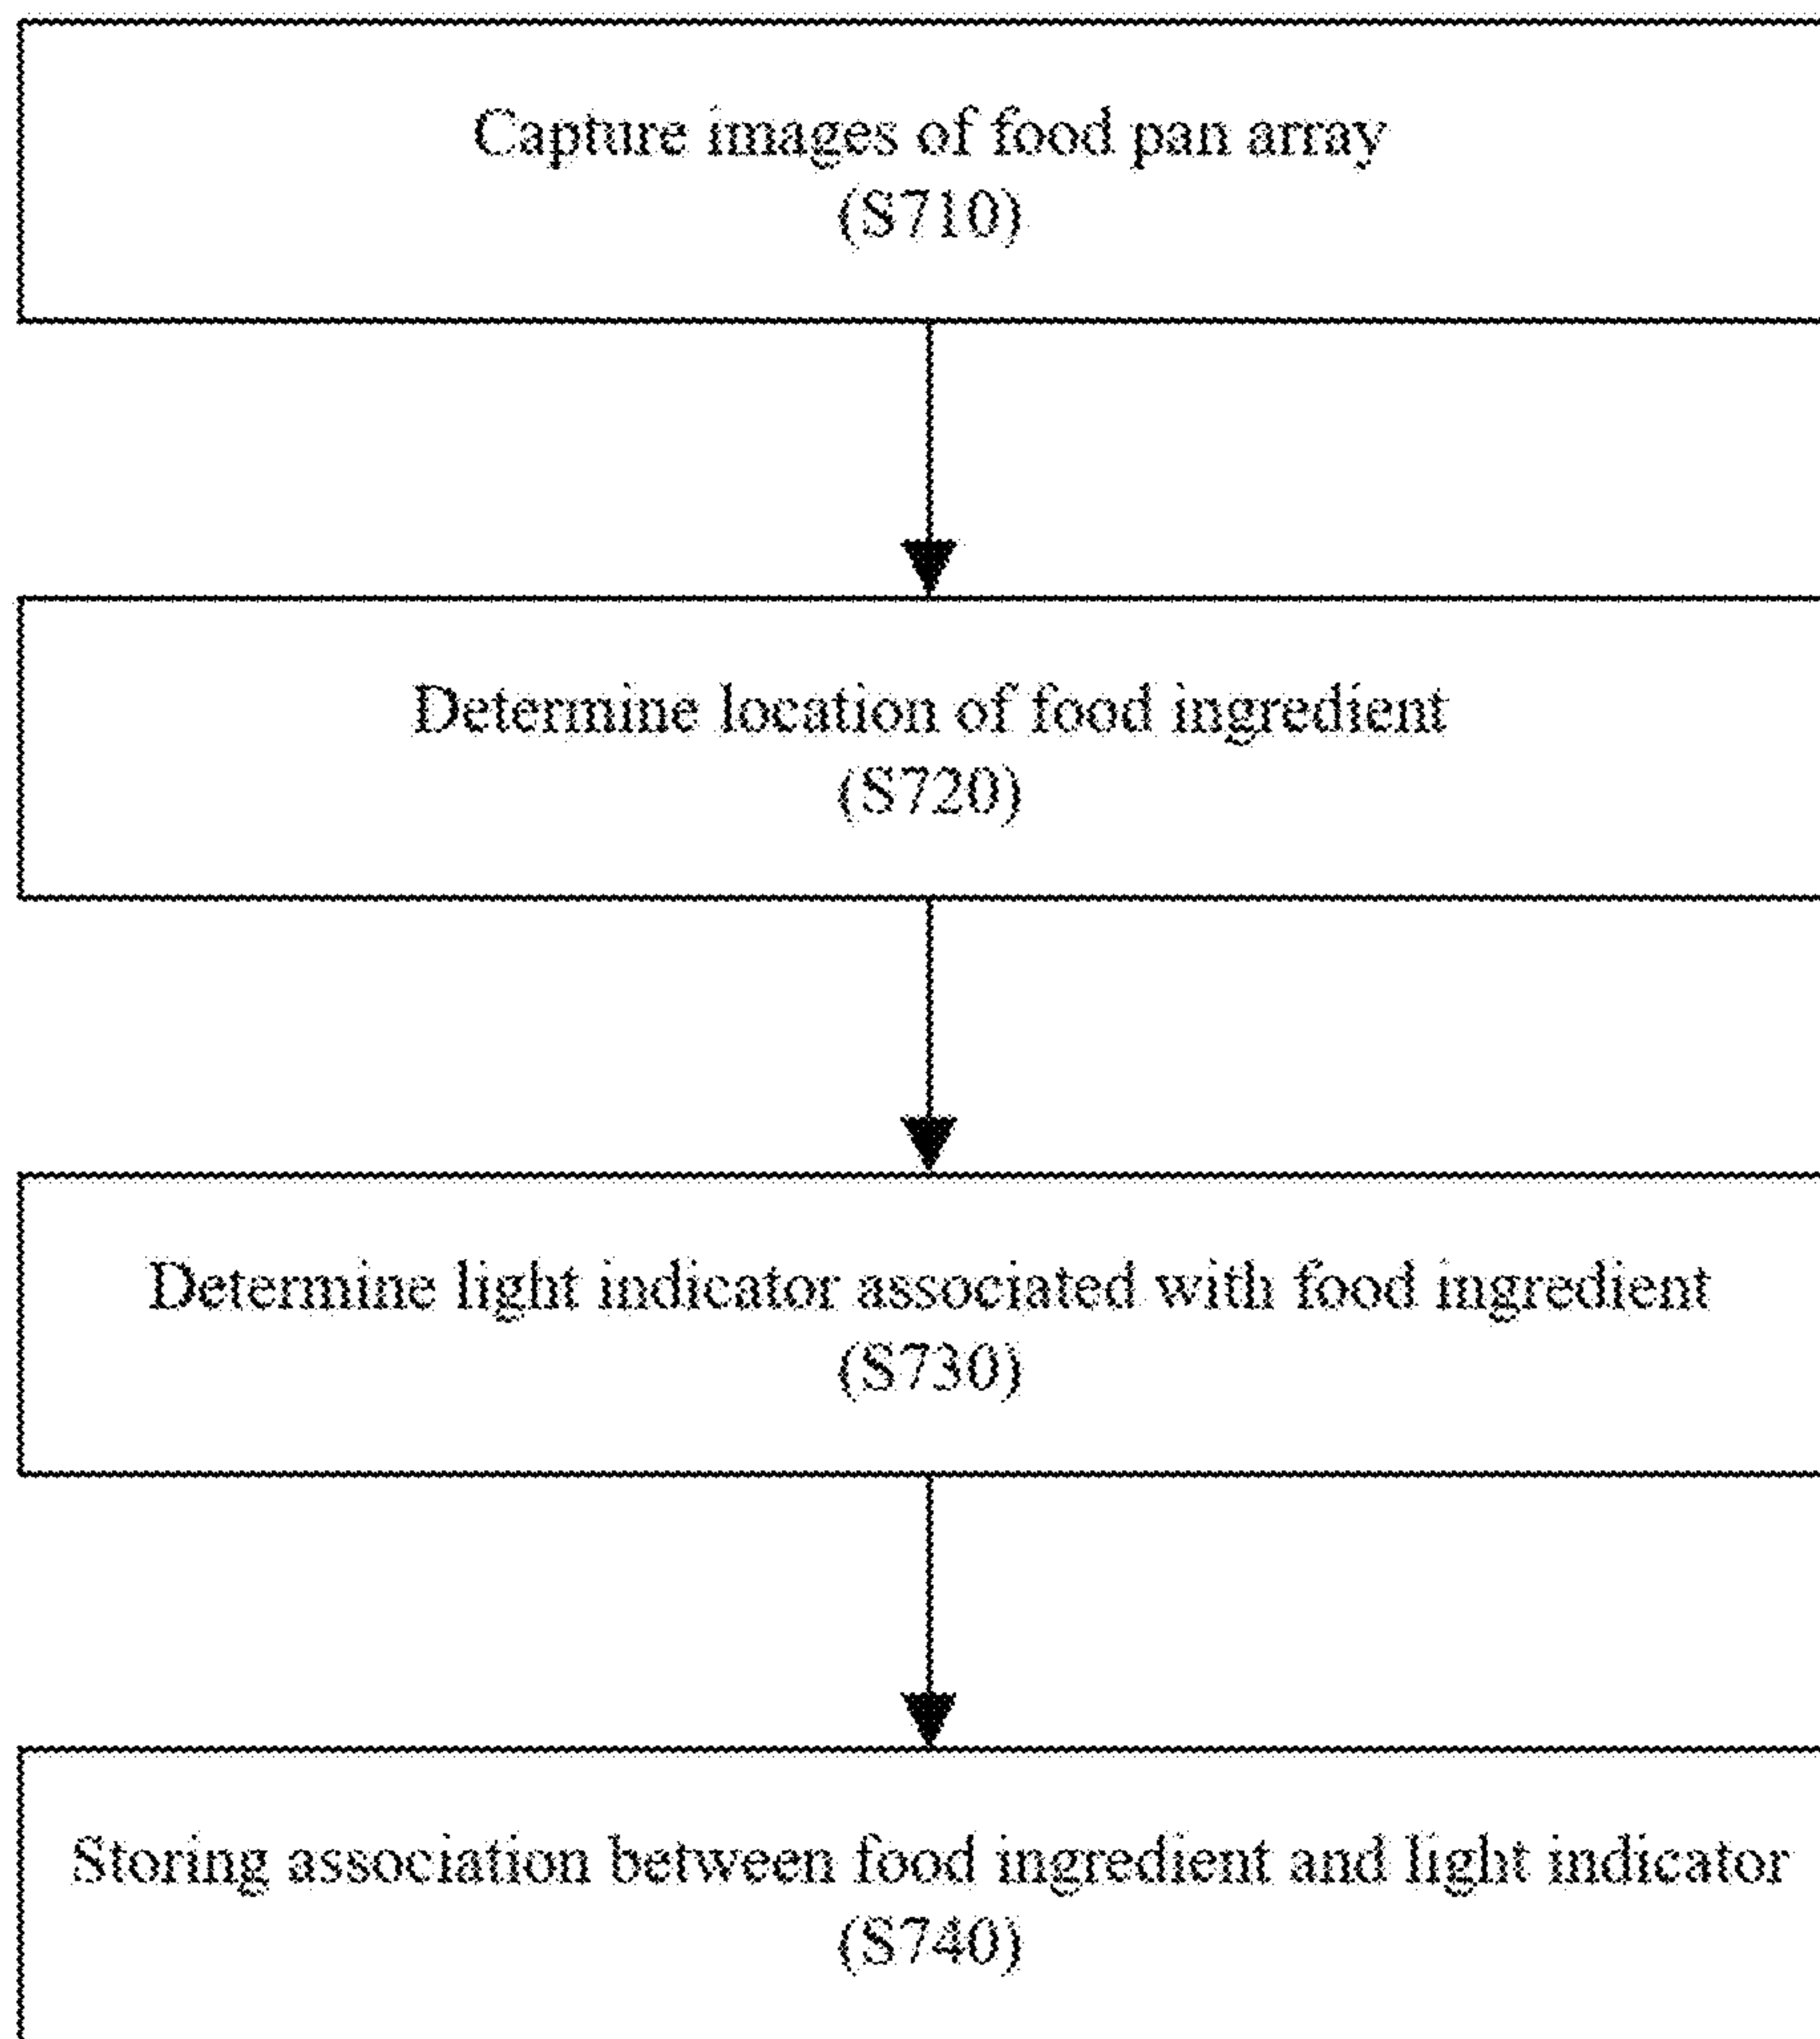 Capture images of food pan array
(S710)
Determine location of food ingredient
(S720)
Determine light indicator associated with food ingredient
(S730)
Storing association between food ingredient and light indicator
(S740)